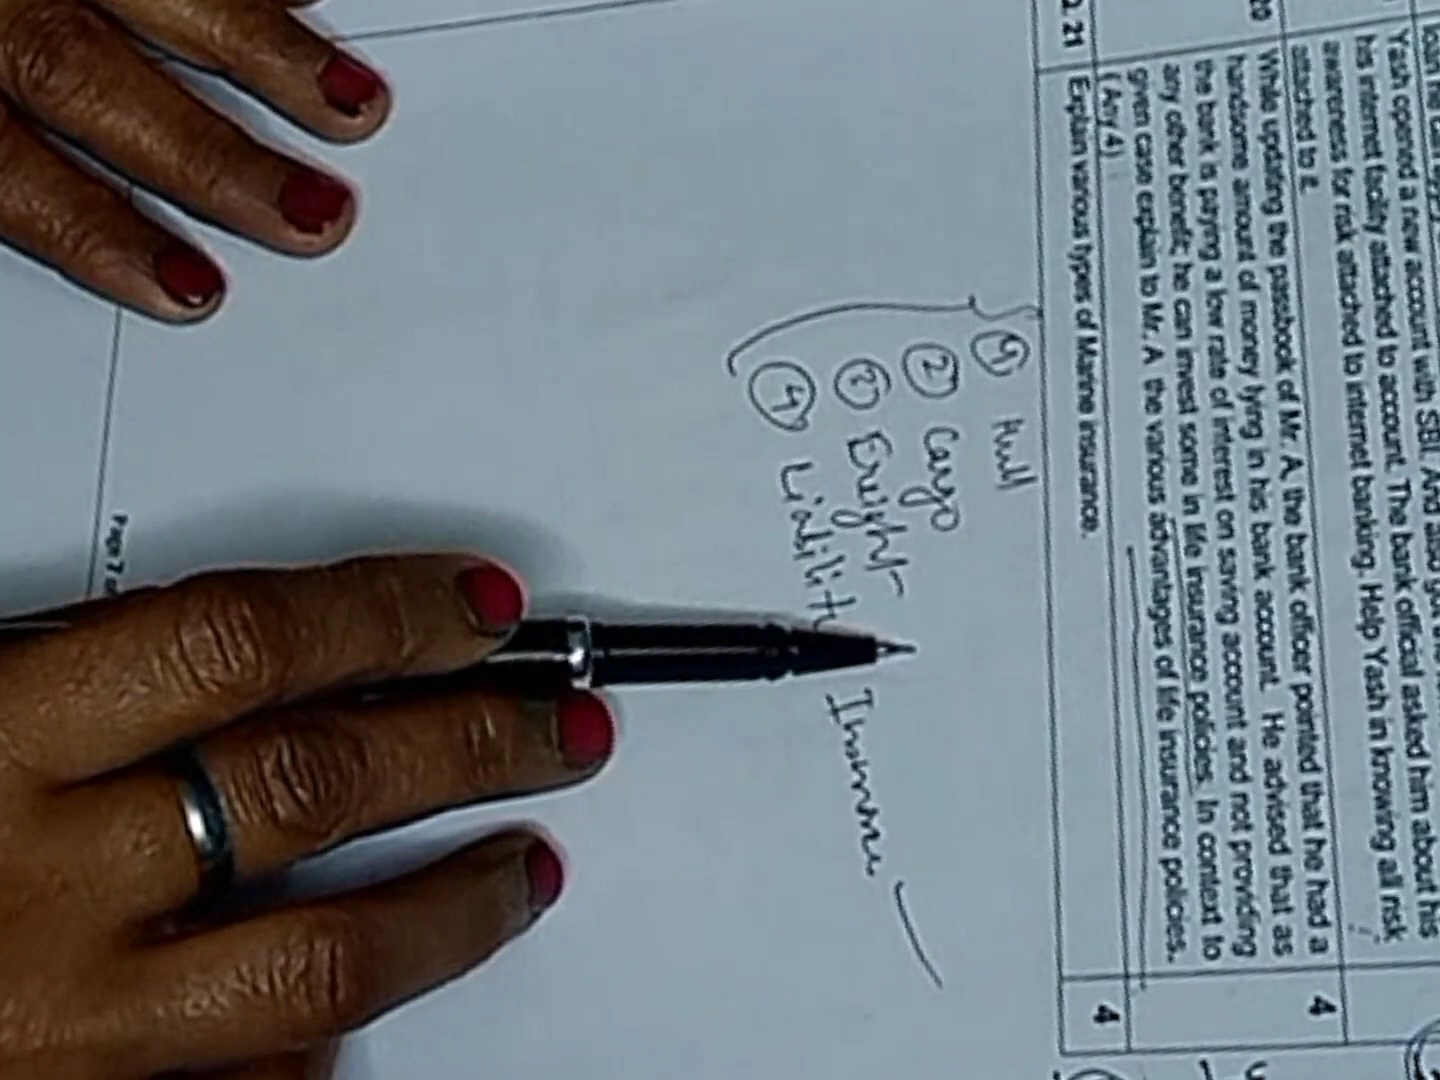 Yash opened a new account with SBI. And also
his internet facility attached to account. The bank official asked him about his
awareness for risk attached to internet banking. Help Yash in knowing all risk
attached to it.
20 While updating the passbook of Mr. A, the bank officer pointed that he had a 4
handsome amount of money lying in his bank account. He advised that as
the bank is paying a low rate of interest on saving account and not providing
any other benefit; he can invest some in life insurance policies. In context to
given case explain to Mr. A the various advantages of life insurance policies.
(Any 4)
Q.21 Explain various types of Marine insurance. 4
① Hull
② Cargo
③ Freight
④ Liability Insurance
Page 7